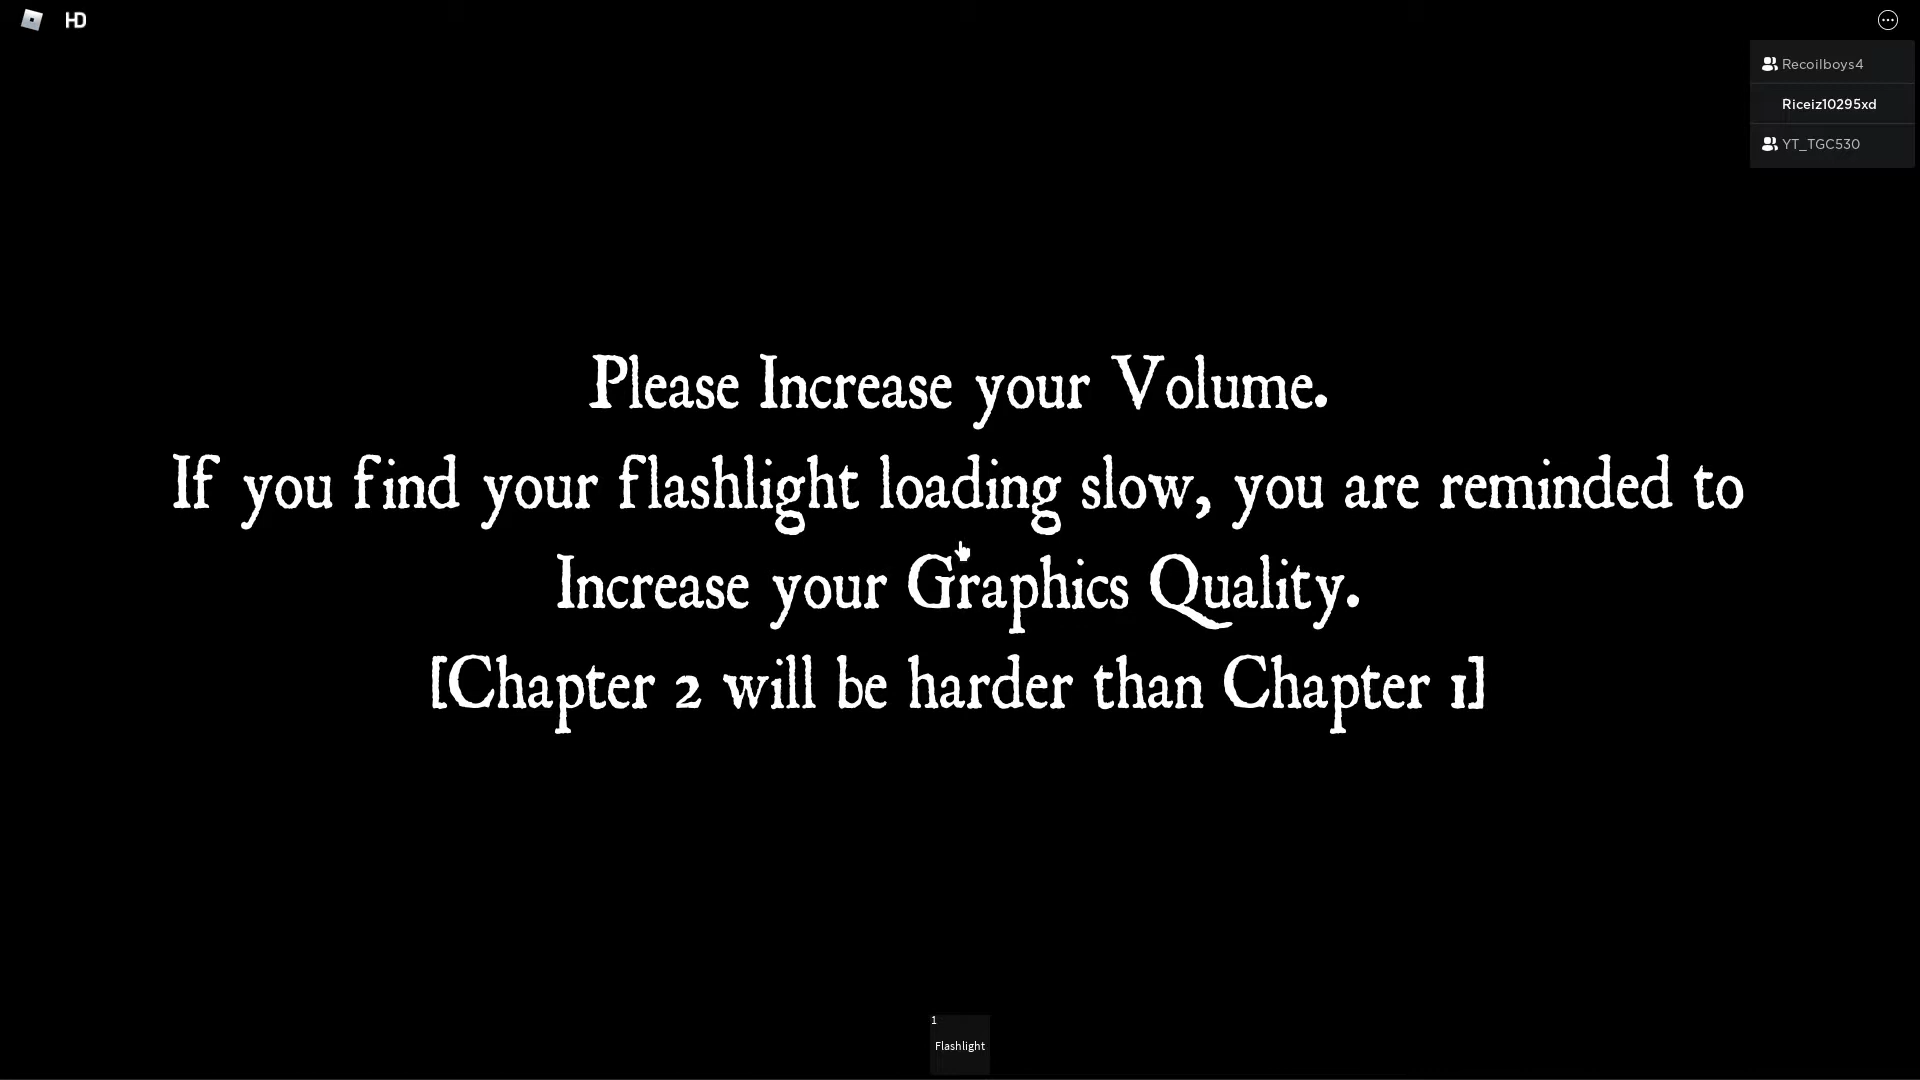 HD
Recoilboys4
Riceiz10295xd
YT_TGC530
Please Increase your Volume.
If you find your flashlight loading slow, you are reminded to
Increase your Graphics Quality.
[Chapter 2 will be harder than Chapter 1]
1
Flashlight